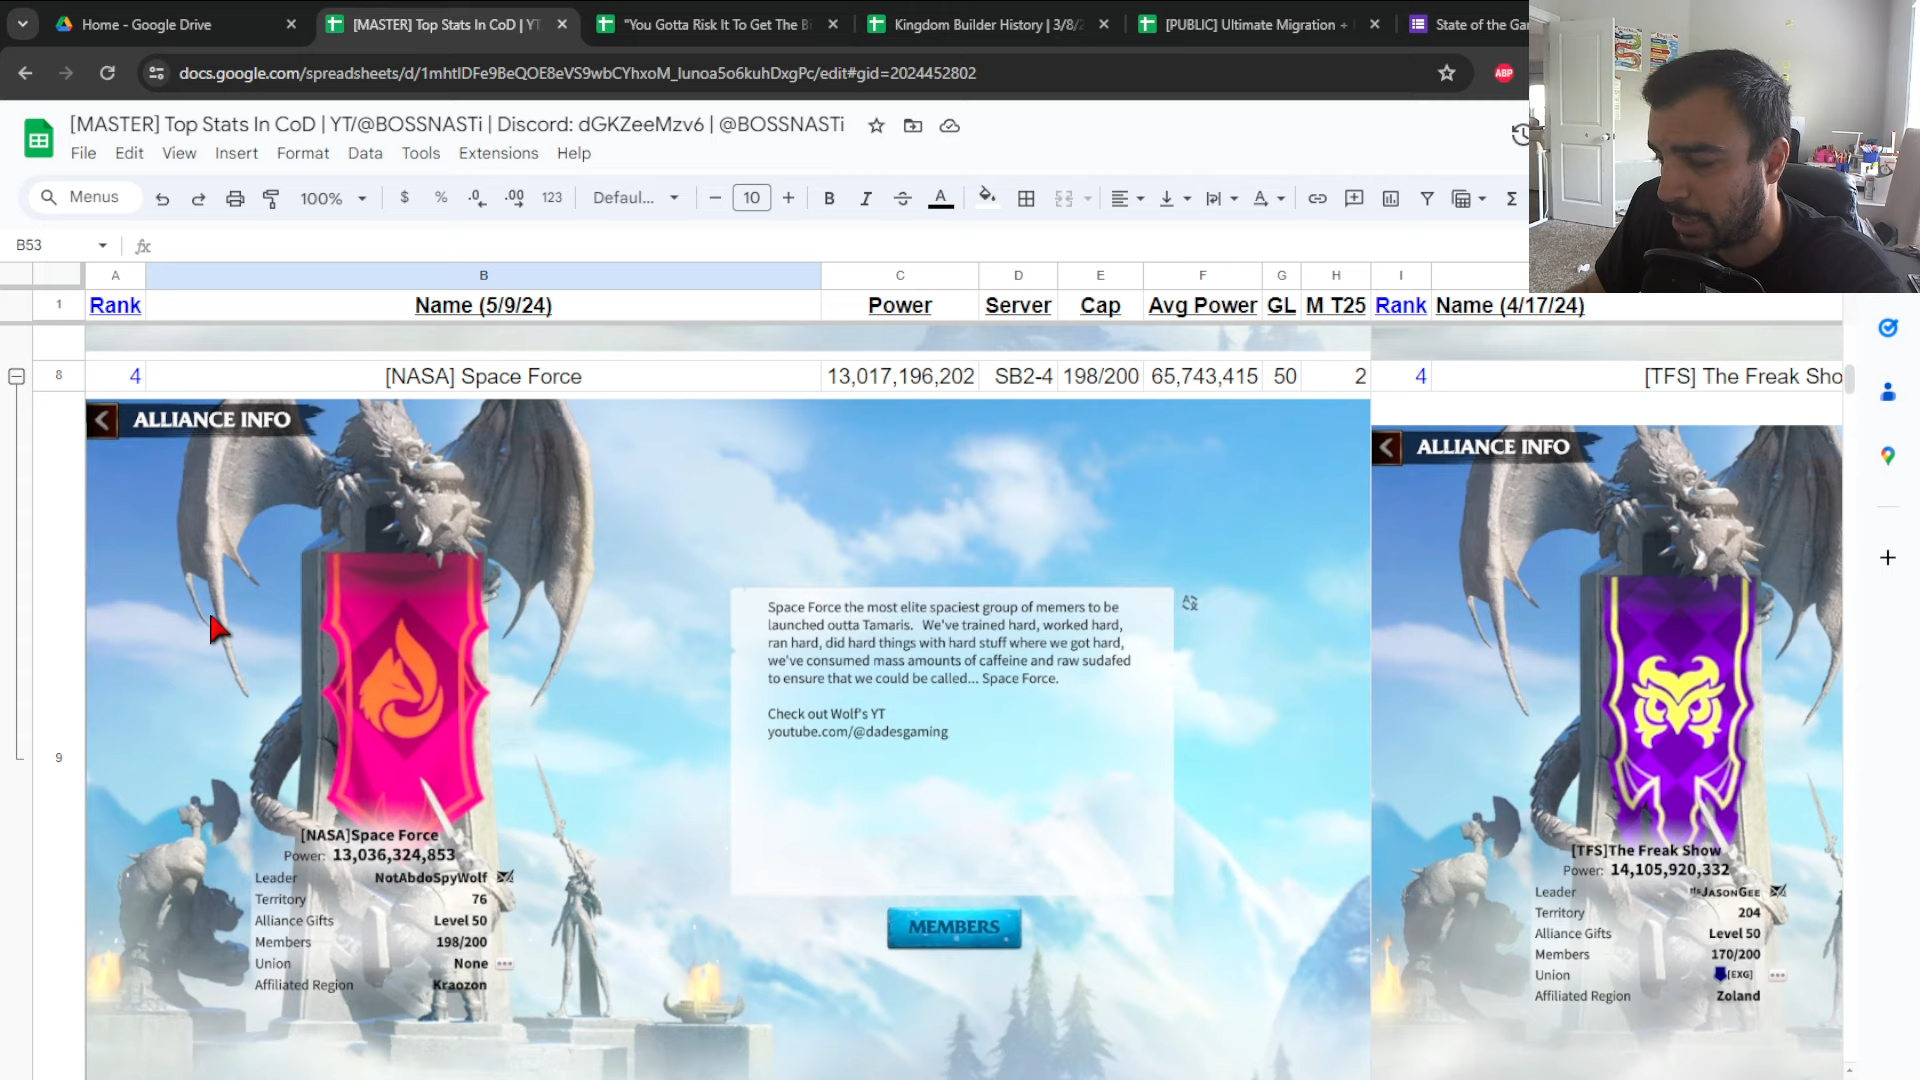 Home - Google Drive
[MASTER] Top Stats In CoD | YT
"You Gotta Risk It To Get The Bi
Kingdom Builder History | 3/8/2
[PUBLIC] Ultimate Migration +
State of the Gam
docs.google.com/spreadsheets/d/1mhtlDFe9BeQOE8eVS9wbCYhxoM_lunoa5o6kuhDxgPc/edit#gid=2024452802
ABP
[MASTER] Top Stats In CoD | YT/@BOSSNASTi | Discord: dGKZeeMzv6 | @BOSSNASTi
File Edit View Insert Format Data Tools Extensions Help
Menus 100% $ % .0 .00 123 Defaul... 10 B I A
B53 fx
A B C D E F G H I
1 Rank Name (5/9/24) Power Server Cap Avg Power GL M T25 Rank Name (4/17/24)
8 4 [NASA] Space Force 13,017,196,202 SB2-4 198/200 65,743,415 50 2 4 [TFS] The Freak Sho
9
ALLIANCE INFO
Space Force the most elite spaciest group of memers to be
launched outta Tamaris. We've trained hard, worked hard,
ran hard, did hard things with hard stuff where we got hard,
we've consumed mass amounts of caffeine and raw sudafed
to ensure that we could be called... Space Force.
Check out Wolf's YT
youtube.com/@dadesgaming
[NASA]Space Force
Power: 13,036,324,853
Leader NotAbdoSpyWolf
Territory 76
Alliance Gifts Level 50
Members 198/200
Union None
Affiliated Region Kraozon
MEMBERS
ALLIANCE INFO
[TFS]The Freak Show
Power: 14,105,920,332
Leader ᵗᶠˢJASONGEE
Territory 204
Alliance Gifts Level 50
Members 170/200
Union [EXG]
Affiliated Region Zoland